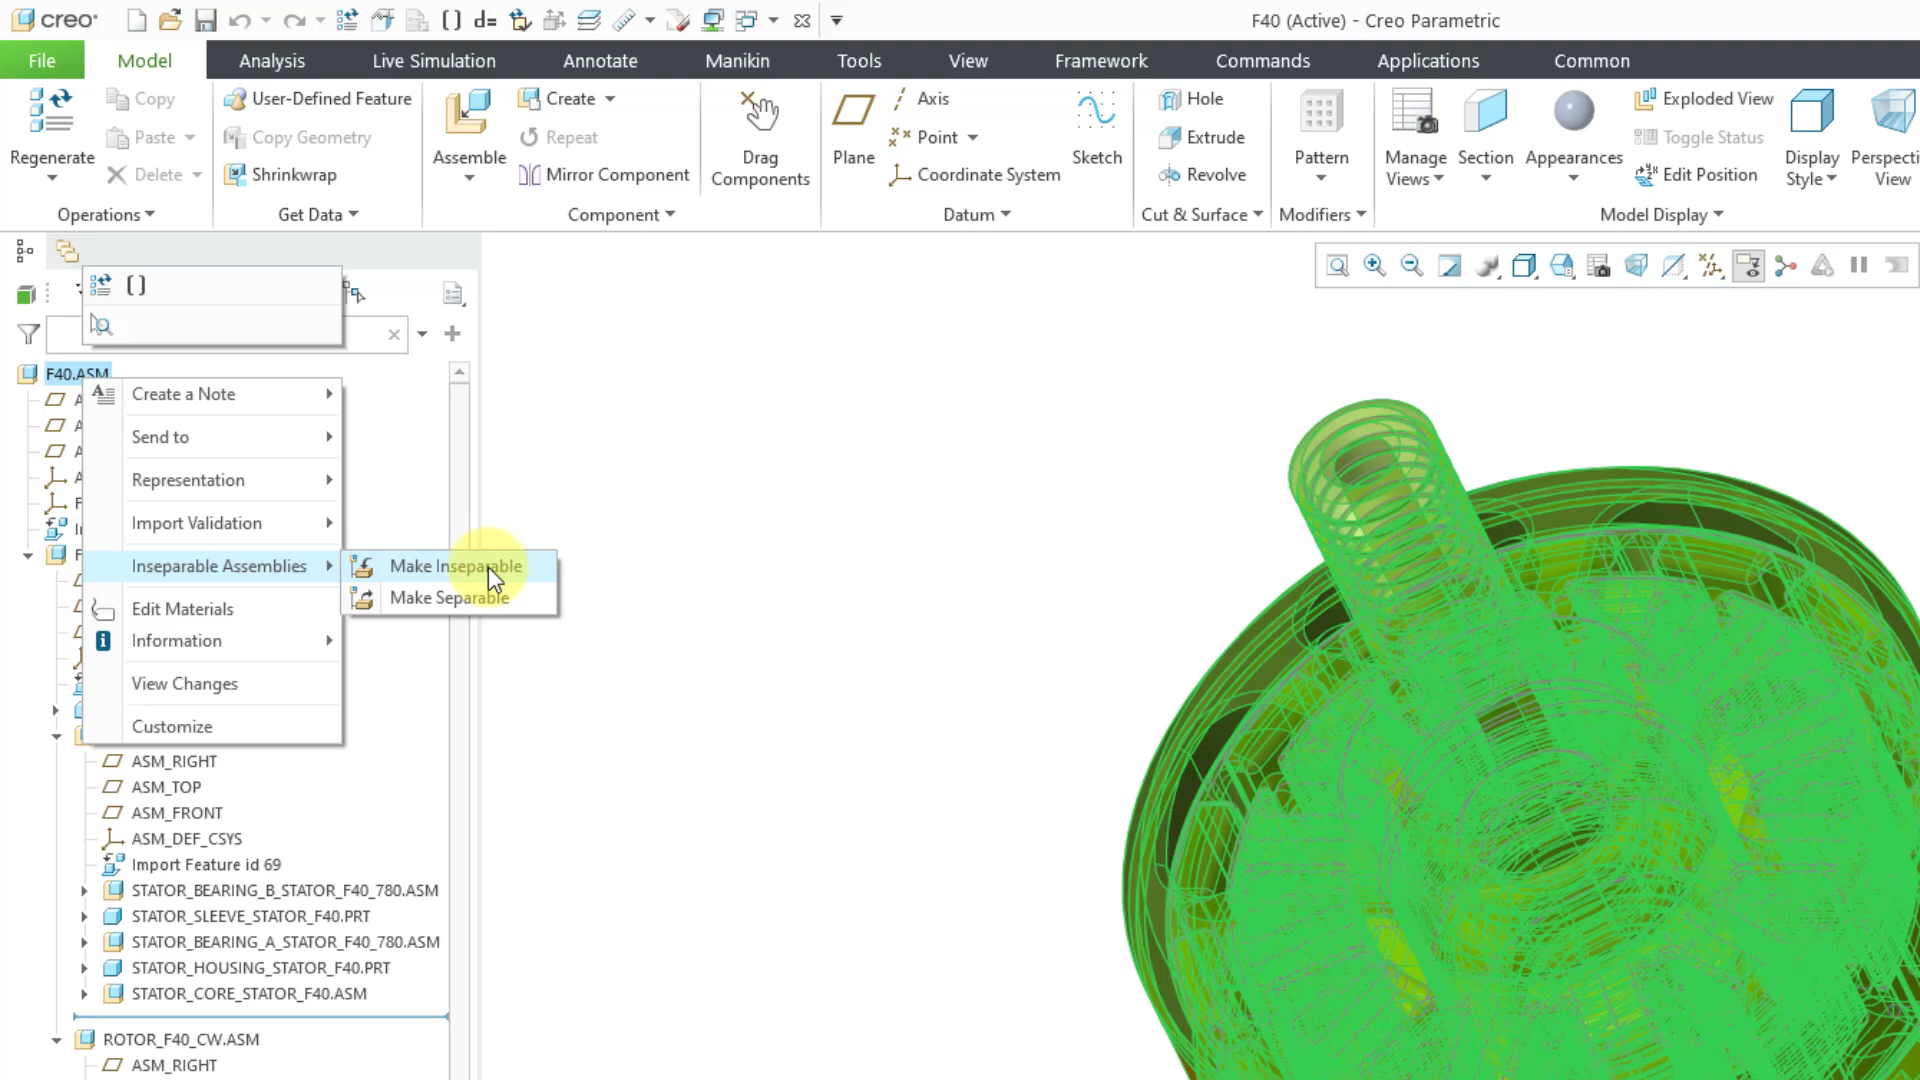 creo
F40 (Active) - Creo Parametric
File
Model
Analysis
Live Simulation
Annotate
Manikin
Tools
View
Framework
Commands
Applications
Common
Regenerate
Copy
Paste
Delete
Operations
User-Defined Feature
Copy Geometry
Shrinkwrap
Get Data
Assemble
Create
Repeat
Mirror Component
Component
Drag
Components
Plane
Axis
Point
Coordinate System
Sketch
Datum
Hole
Extrude
Revolve
Cut & Surface
Pattern
Modifiers
Manage
Views
Section
Appearances
Exploded View
Toggle Status
Edit Position
Display
Style
View
Model Display
F40.ASM
Create a Note
Send to
Representation
Import Validation
Inseparable Assemblies
Make Inseparable
Make Separable
Edit Materials
Information
View Changes
Customize
ASM_RIGHT
ASM_TOP
ASM_FRONT
ASM_DEF_CSYS
Import Feature id 69
STATOR_BEARING_B_STATOR_F40_780.ASM
STATOR_SLEEVE_STATOR_F40.PRT
STATOR_BEARING_A_STATOR_F40_780.ASM
STATOR_HOUSING_STATOR_F40.PRT
STATOR_CORE_STATOR_F40.ASM
ROTOR_F40_CW.ASM
ASM_RIGHT